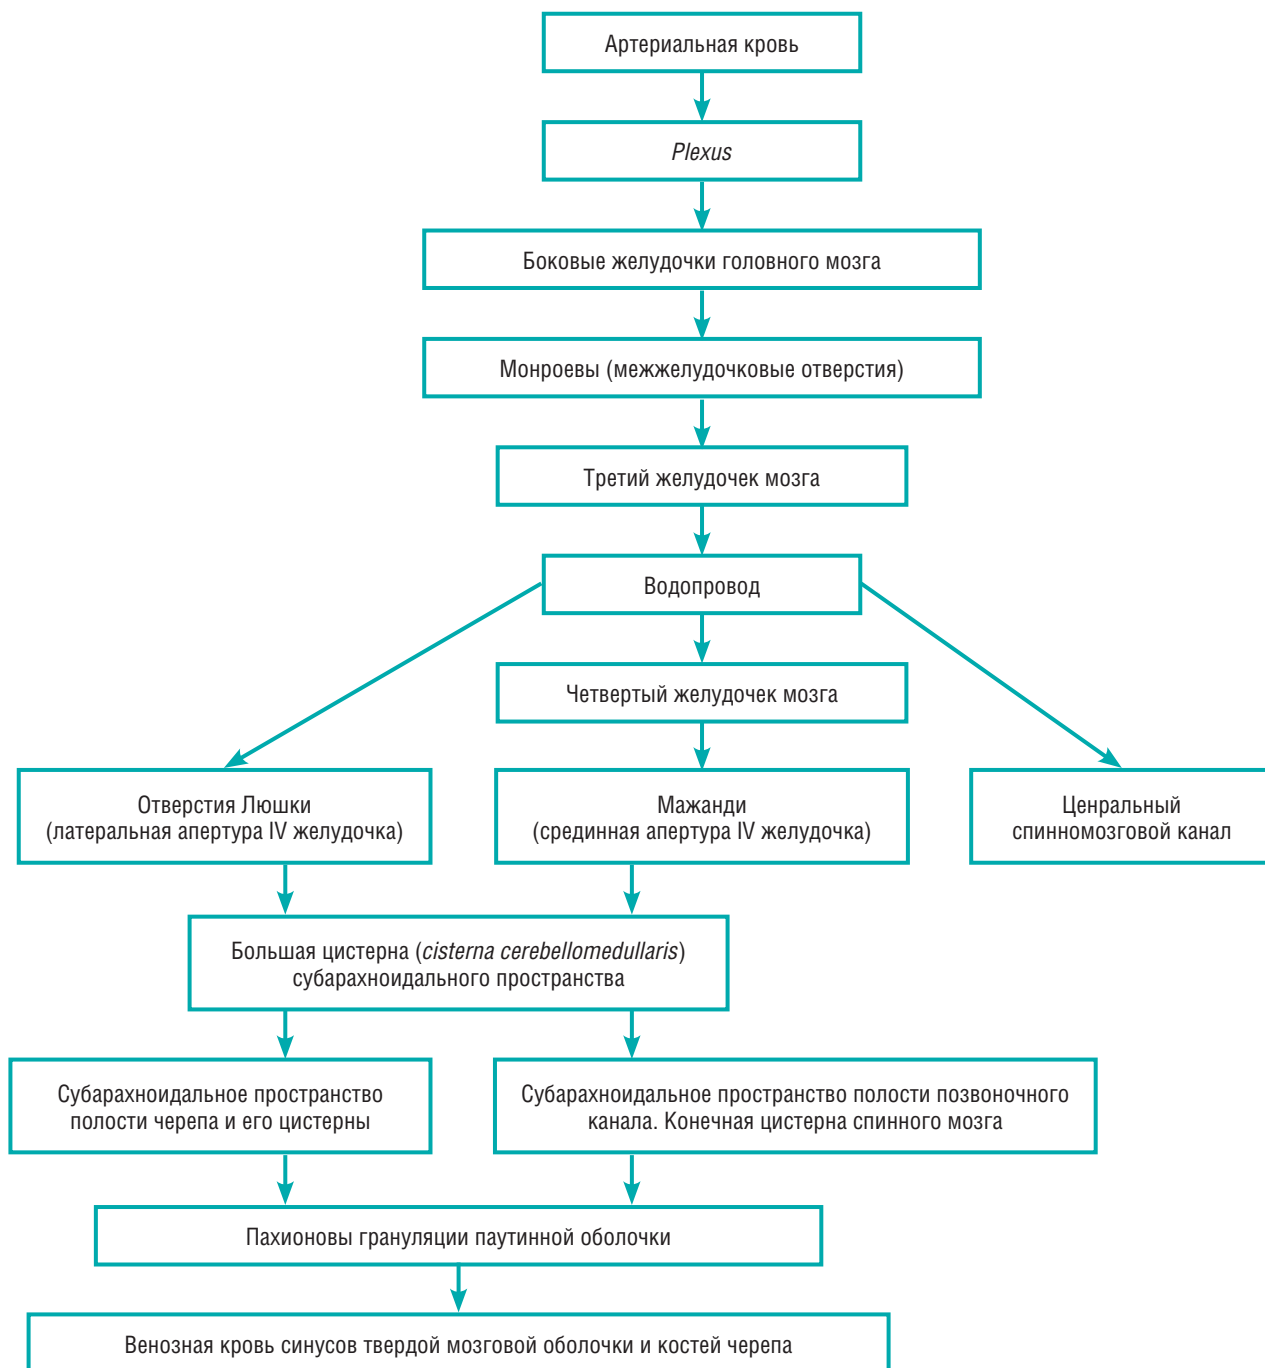 Артериальная кровь
Plexus
Боковые желудочки головного мозга
Монроевы (межжелудочковые отверстия)
Третий желудочек мозга
Водопровод
Четвертый желудочек мозга
Отверстия Люшки
(латеральная апертура IV желудочка)
Мажанди
(срединная апертура IV желудочка)
Ценральный
спинномозговой канал
Большая цистерна (cisterna cerebellomedullaris)
субарахноидального пространства
Субарахноидальное пространство
полости черепа и его цистерны
Субарахноидальное пространство полости позвоночного
канала. Конечная цистерна спинного мозга
Пахионовы грануляции паутинной оболочки
Венозная кровь синусов твердой мозговой оболочки и костей черепа